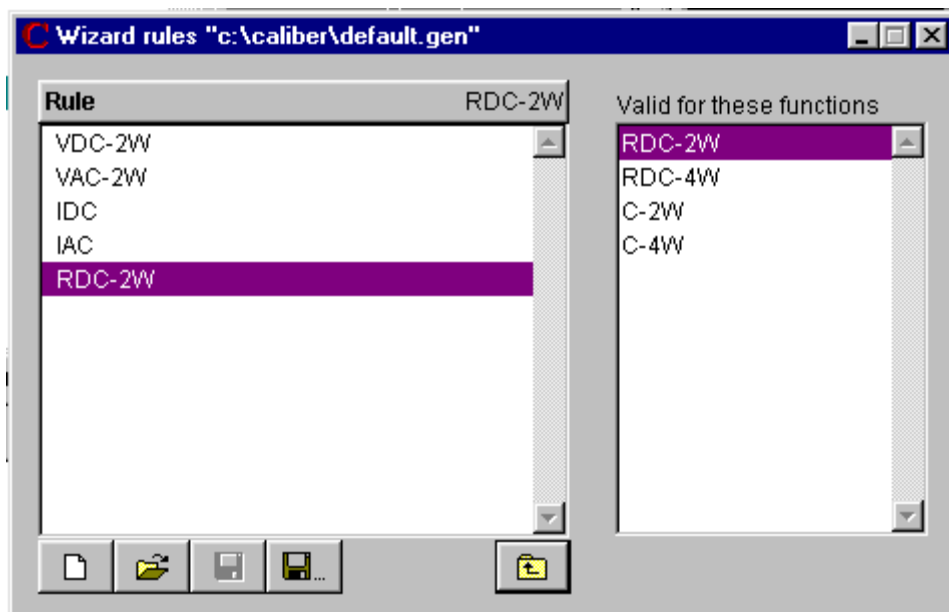 C Wizard rules "c:\caliber\default.gen"
Rule RDC-2W
VDC-2W
VAC-2W
IDC
IAC
RDC-2W
Valid for these functions
RDC-2W
RDC-4W
C-2W
C-4W
...